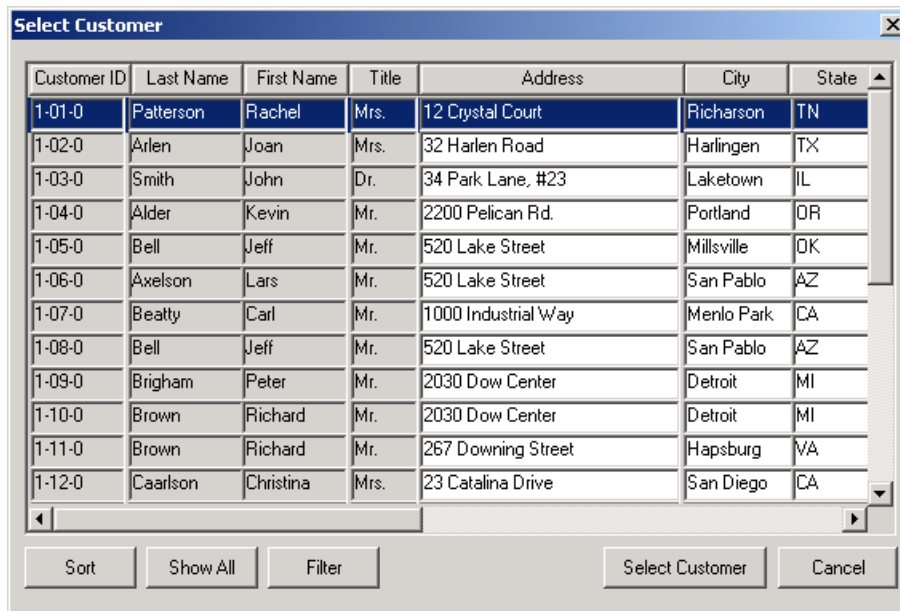 Select Customer
Customer ID Last Name First Name Title Address City State
1-01-0 Patterson Rachel Mrs. 12 Crystal Court Richarson TN
1-02-0 Arlen Joan Mrs. 32 Harlen Road Harlingen TX
1-03-0 Smith John Dr. 34 Park Lane, #23 Laketown IL
1-04-0 Alder Kevin Mr. 2200 Pelican Rd. Portland OR
1-05-0 Bell Jeff Mr. 520 Lake Street Millsville OK
1-06-0 Axelson Lars Mr. 520 Lake Street San Pablo AZ
1-07-0 Beatty Carl Mr. 1000 Industrial Way Menlo Park CA
1-08-0 Bell Jeff Mr. 520 Lake Street San Pablo AZ
1-09-0 Brigham Peter Mr. 2030 Dow Center Detroit MI
1-10-0 Brown Richard Mr. 2030 Dow Center Detroit MI
1-11-0 Brown Richard Mr. 267 Downing Street Hapsburg VA
1-12-0 Caarlson Christina Mrs. 23 Catalina Drive San Diego CA
Sort Show All Filter Select Customer Cancel